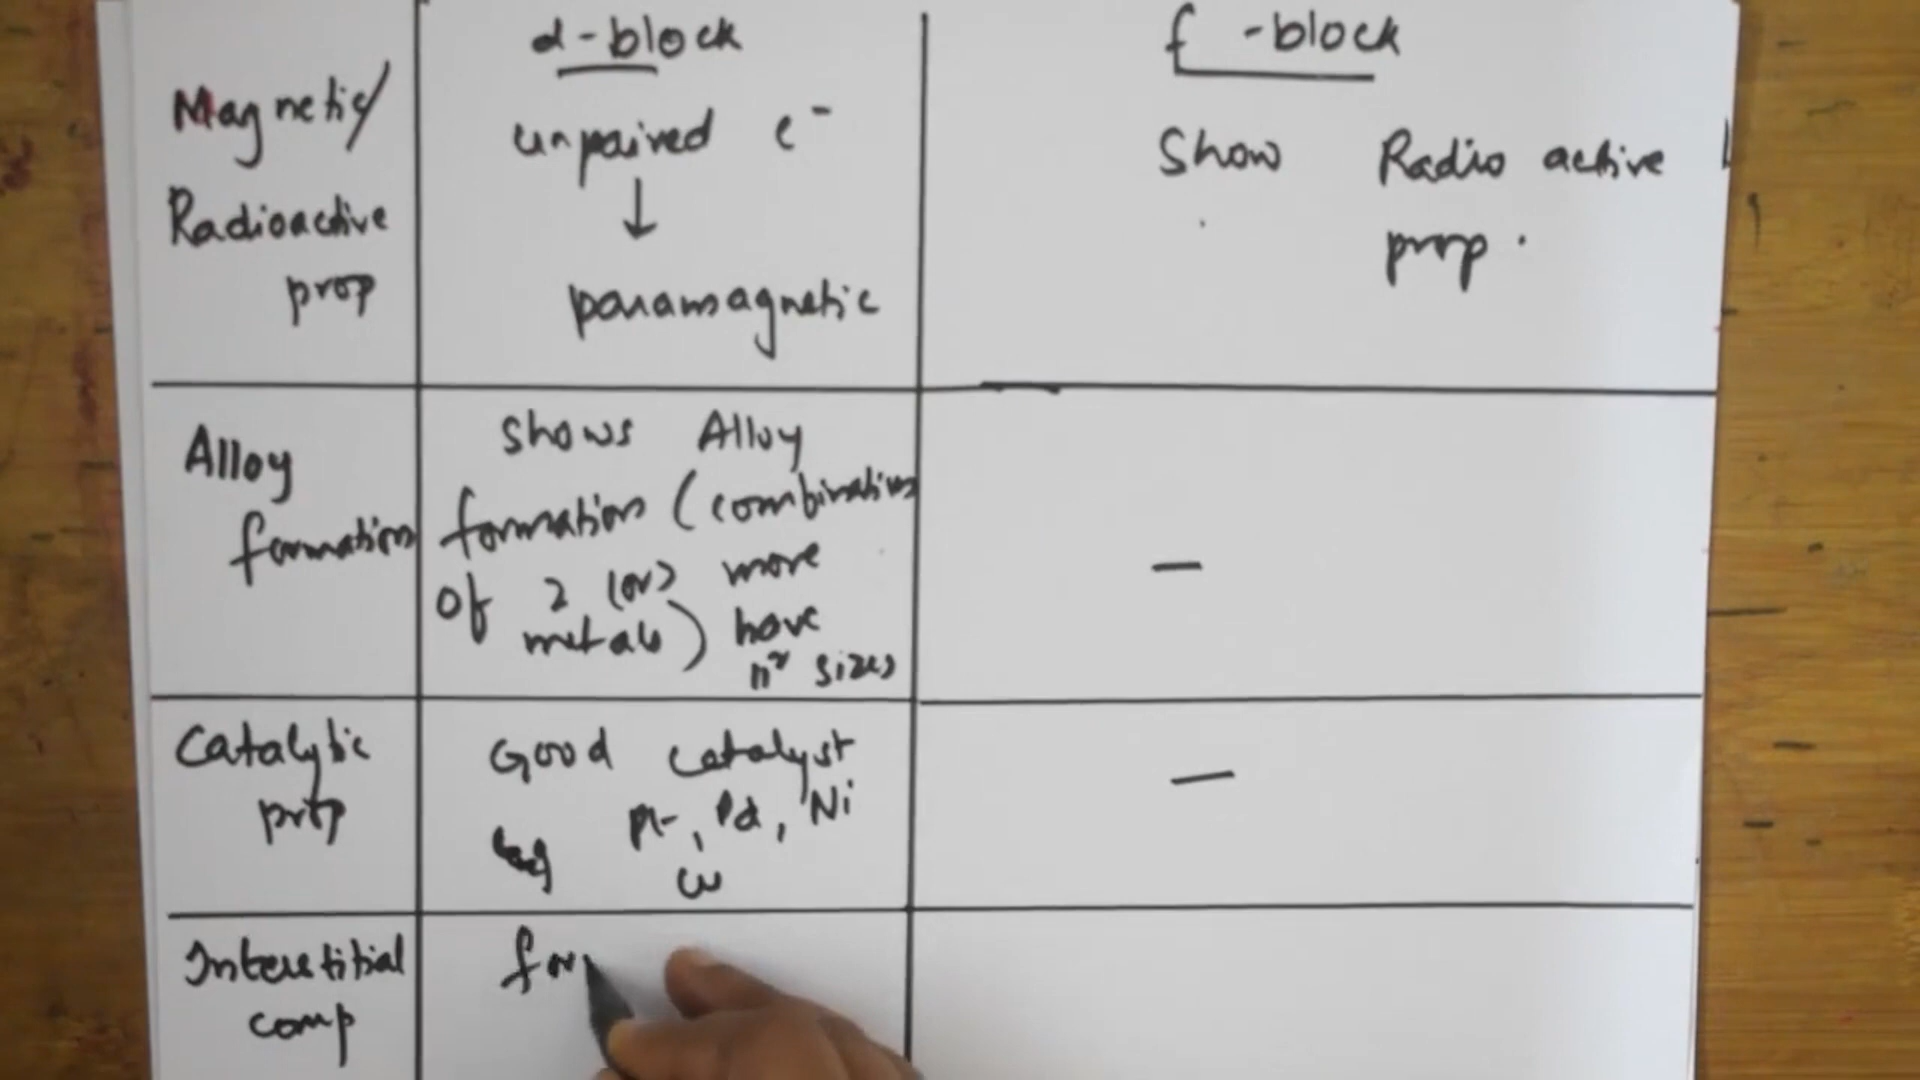 d-block
f -block
Magnetic/
Radioactive
prop
unpaired e⁻
↓
paramagnetic
Show Radio active
prop.
Alloy
formation
shows Alloy
formation (combination
of 2 (or) more
metals) have
sizes
—
Catalytic
prop
Good catalyst
Pt, Pd, Ni
W
—
Interstitial
comp
for